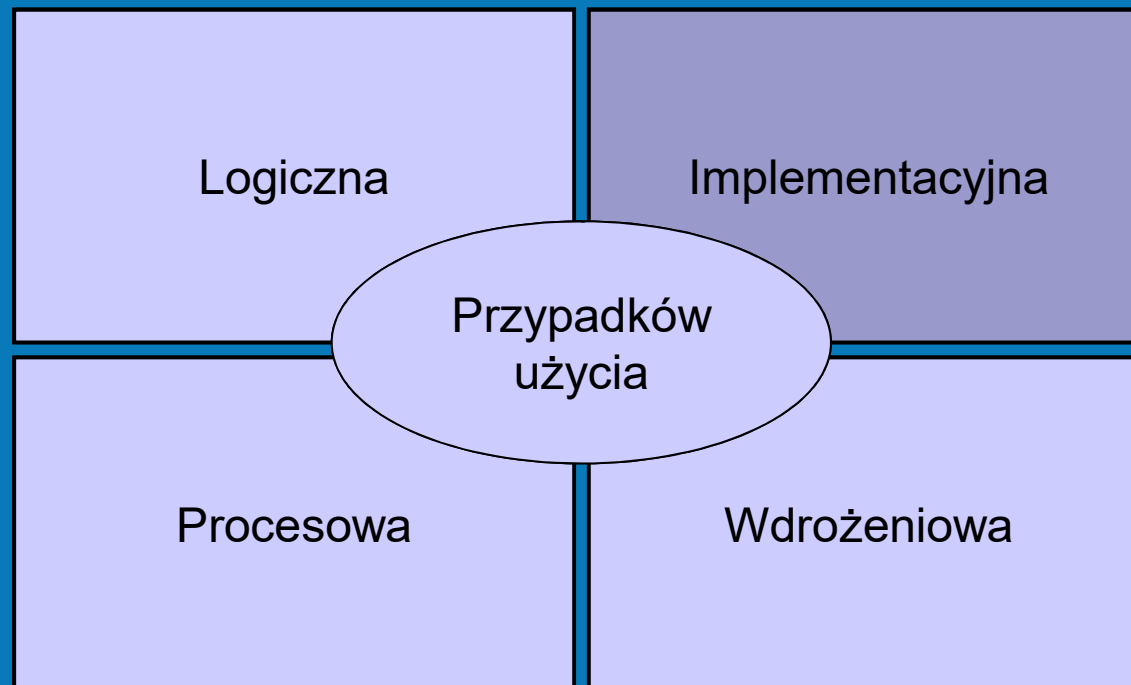 Logiczna
Implementacyjna
Przypadków
użycia
Procesowa
Wdrożeniowa